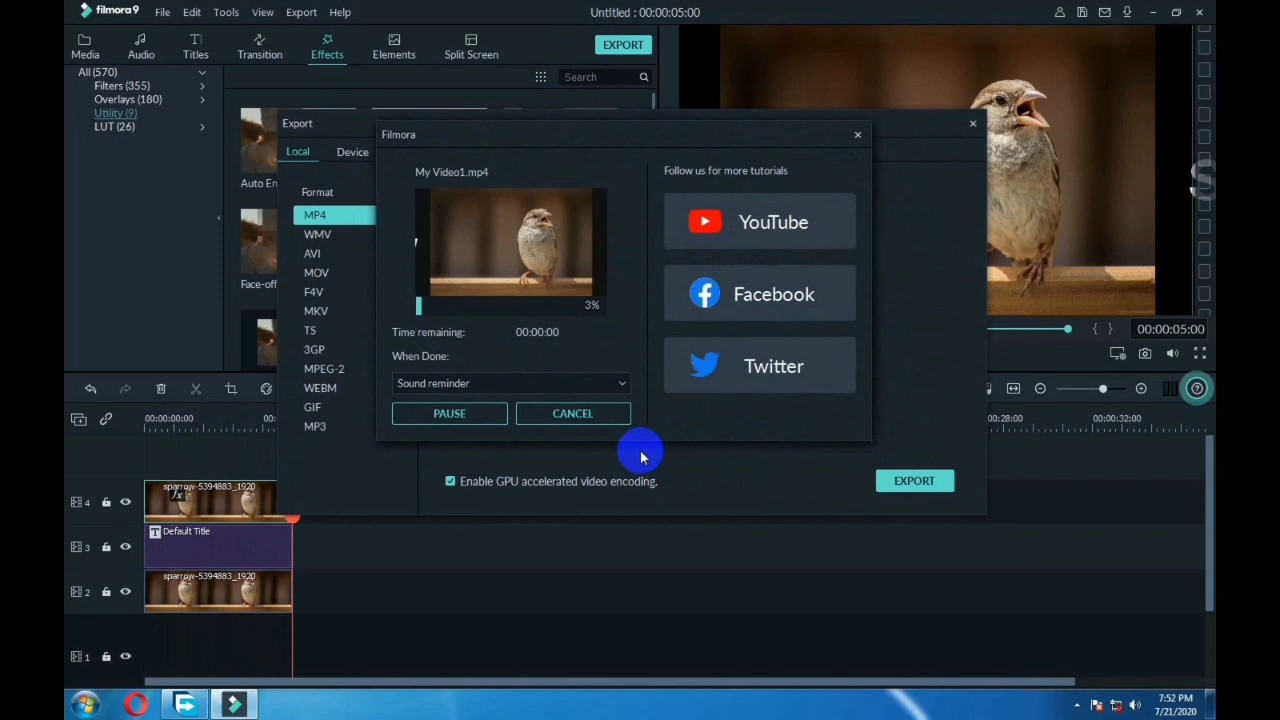 filmora9 File Edit Tools View Export Help Untitled : 00:00:05:00
Media Audio Titles Transition Effects Elements Split Screen EXPORT
All (570)
Filters (355)
Overlays (180)
Utility (9)
LUT (26)
Search
Auto En
Face-off
Export
Local Device
Format
MP4
WMV
AVI
MOV
F4V
MKV
TS
3GP
MPEG-2
WEBM
GIF
MP3
Filmora
My Video1.mp4
3%
Time remaining: 00:00:00
When Done:
Sound reminder
PAUSE CANCEL
Follow us for more tutorials
YouTube
Facebook
Twitter
Enable GPU accelerated video encoding.
EXPORT
S
{ } 00:00:05:00
00:00:00:00 00: :00:28:00 00:00:32:00
4 sparrow-5394883_1920
fx
3 T Default Title
2 sparrow-5394883_1920
1
7:52 PM
7/21/2020